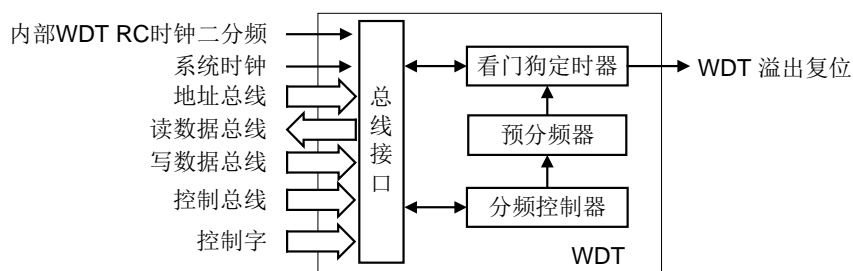 内部WDT RC时钟二分频
系统时钟
地址总线
读数据总线
写数据总线
控制总线
控制字
总线接口
看门狗定时器
预分频器
分频控制器
WDT
WDT 溢出复位